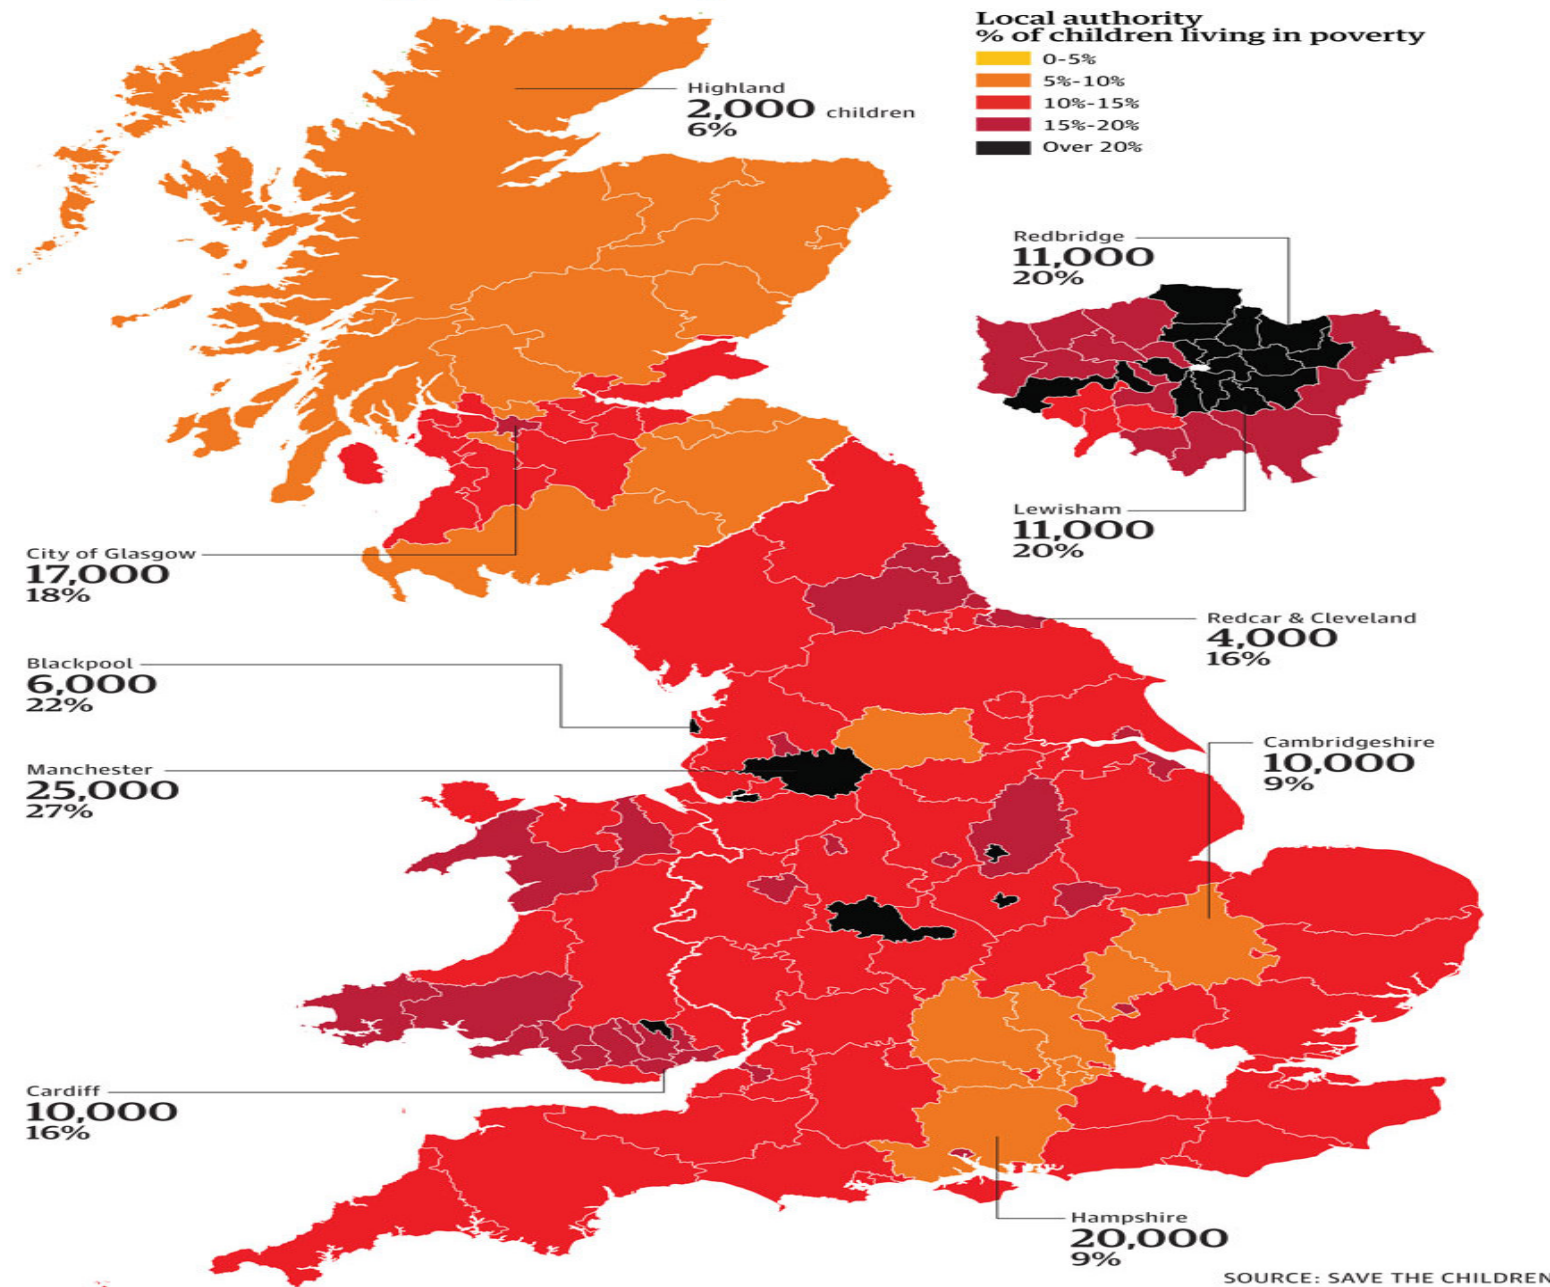 Local authority
% of children living in poverty
0-5%
5%-10%
10%-15%
15%-20%
Over 20%
Highland
2,000 children
6%
Redbridge
11,000
20%
Lewisham
11,000
20%
City of Glasgow
17,000
18%
Redcar & Cleveland
4,000
16%
Blackpool
6,000
22%
Cambridgeshire
10,000
9%
Manchester
25,000
27%
Cardiff
10,000
16%
Hampshire
20,000
9%
SOURCE: SAVE THE CHILDREN